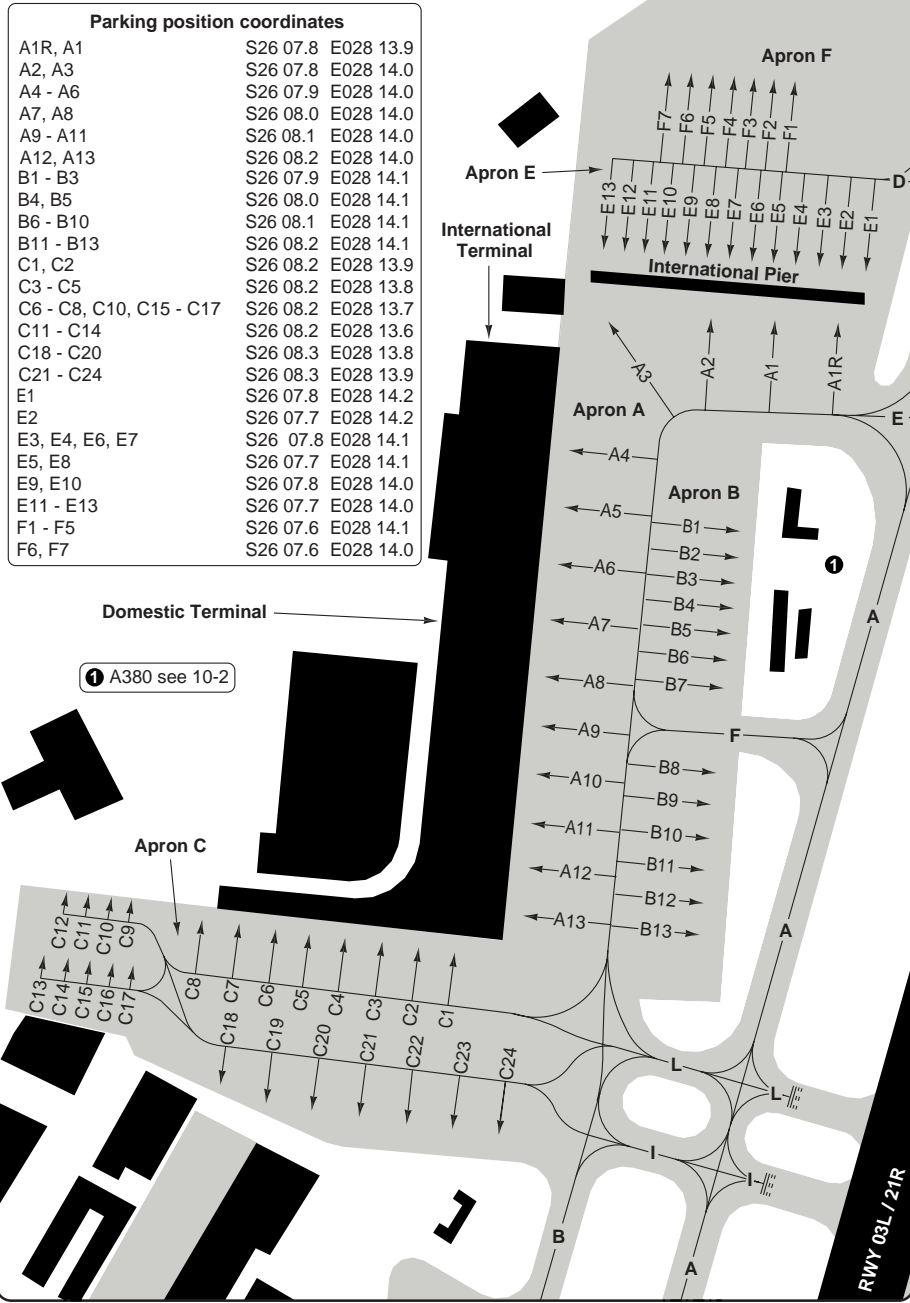 Parking position coordinates
A1R, A1 S26 07.8 E028 13.9
A2, A3 S26 07.8 E028 14.0
A4 - A6 S26 07.9 E028 14.0
A7, A8 S26 08.0 E028 14.0
A9 - A11 S26 08.1 E028 14.0
A12, A13 S26 08.2 E028 14.0
B1 - B3 S26 07.9 E028 14.1
B4, B5 S26 08.0 E028 14.1
B6 - B10 S26 08.1 E028 14.1
B11 - B13 S26 08.2 E028 14.1
C1, C2 S26 08.2 E028 13.9
C3 - C5 S26 08.2 E028 13.8
C6 - C8, C10, C15 - C17 S26 08.2 E028 13.7
C11 - C14 S26 08.2 E028 13.6
C18 - C20 S26 08.3 E028 13.8
C21 - C24 S26 08.3 E028 13.9
E1 S26 07.8 E028 14.2
E2 S26 07.7 E028 14.2
E3, E4, E6, E7 S26 07.8 E028 14.1
E5, E8 S26 07.7 E028 14.1
E9, E10 S26 07.8 E028 14.0
E11 - E13 S26 07.7 E028 14.0
F1 - F5 S26 07.6 E028 14.1
F6, F7 S26 07.6 E028 14.0
Apron F
F7 F6 F5 F4 F3 F2 F1
Apron E
D
E13 E12 E11 E10 E9 E8 E7 E6 E5 E4 E3 E2 E1
International
Terminal
International Pier
A3 A2 A1 A1R
Apron A
E
A4
Apron B
A5
B1
B2
A6
B3
1
B4
A7
B5
A
B6
A8
B7
A9
F
B8
A10
B9
A11
B10
A12
B11
B12
A13
B13
A
Domestic Terminal
1 A380 see 10-2
Apron C
C12 C11 C10 C9
C13 C14 C15 C16 C17
C8 C7 C6 C5 C4 C3 C2 C1
C18 C19 C20 C21 C22 C23 C24
L
L
I
I
B
A
RWY 03L / 21R